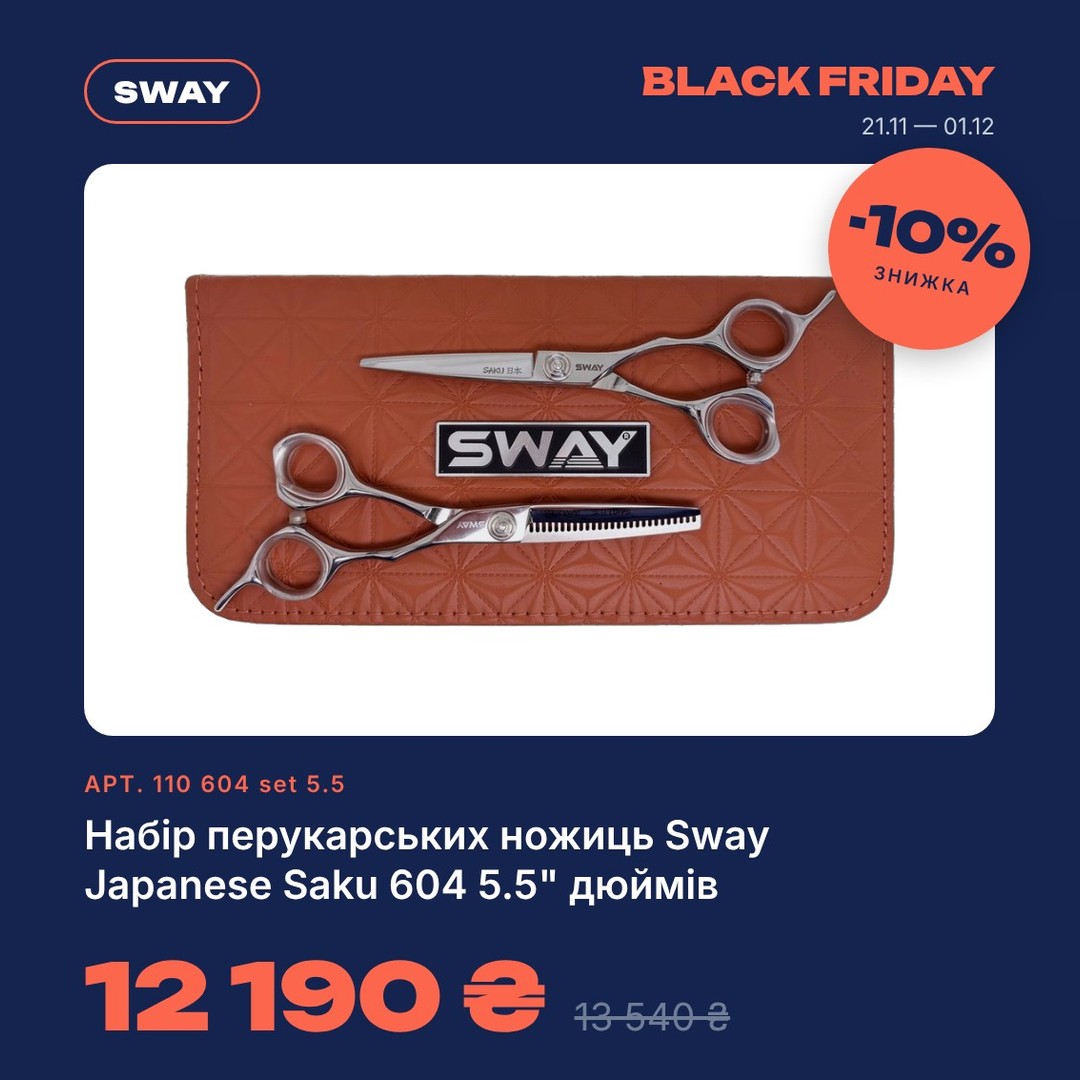 SWAY
BLACK FRIDAY
21.11 — 01.12
-10%
ЗНИЖКА
SAKU 日本
SWAY
SWAY®
SWAY
АРТ. 110 604 set 5.5
Набір перукарських ножиць Sway
Japanese Saku 604 5.5" дюймів
12 190 ₴
13 540 ₴